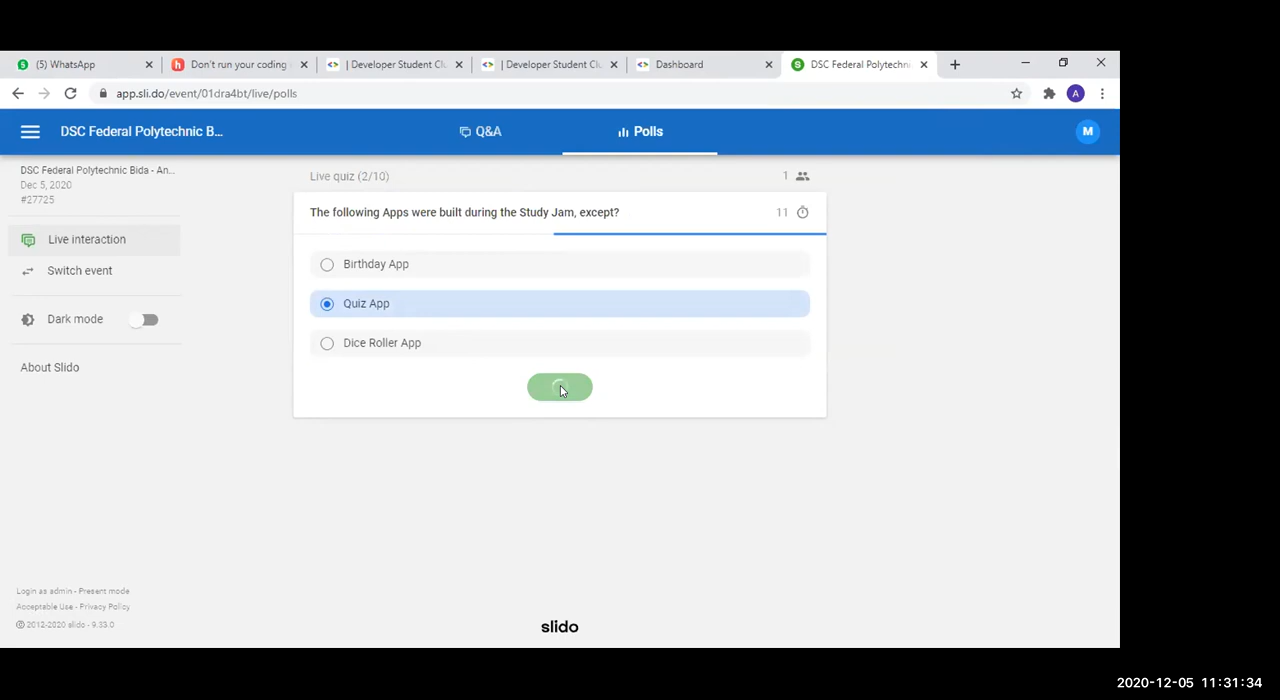 (5) WhatsApp
Don't run your coding
| Developer Student Clu
| Developer Student Clu
Dashboard
DSC Federal Polytechni
app.sli.do/event/01dra4bt/live/polls
A
DSC Federal Polytechnic B...
Q&A
Polls
M
DSC Federal Polytechnic Bida - An...
Dec 5, 2020
#27725
Live interaction
Switch event
Dark mode
About Slido
Live quiz (2/10)
1
The following Apps were built during the Study Jam, except?
11
Birthday App
Quiz App
Dice Roller App
Login as admin - Present mode
Acceptable Use - Privacy Policy
© 2012-2020 slido - 9.33.0
slido
2020-12-05 11:31:34